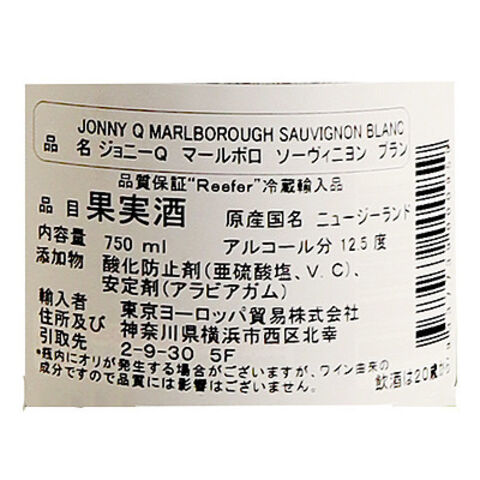 JONNY Q MARLBOROUGH SAUVIGNON BLANC
品 名 ジョニーQ マールボロ ソーヴィニヨン ブラン
品質保証“Reefer”冷蔵輸入品
品 目 果実酒 原産国名 ニュージーランド
内容量 750 ml アルコール分 12.5 度
添加物 酸化防止剤(亜硫酸塩、V. C)、
安定剤(アラビアガム)
輸入者 東京ヨーロッパ貿易株式会社
住所及び 神奈川県横浜市西区北幸
引取先 2-9-30 5F
*瓶内にオリが発生する場合がございますが、ワイン由来の
成分ですので品質には影響はございません。
飲酒は20歳から